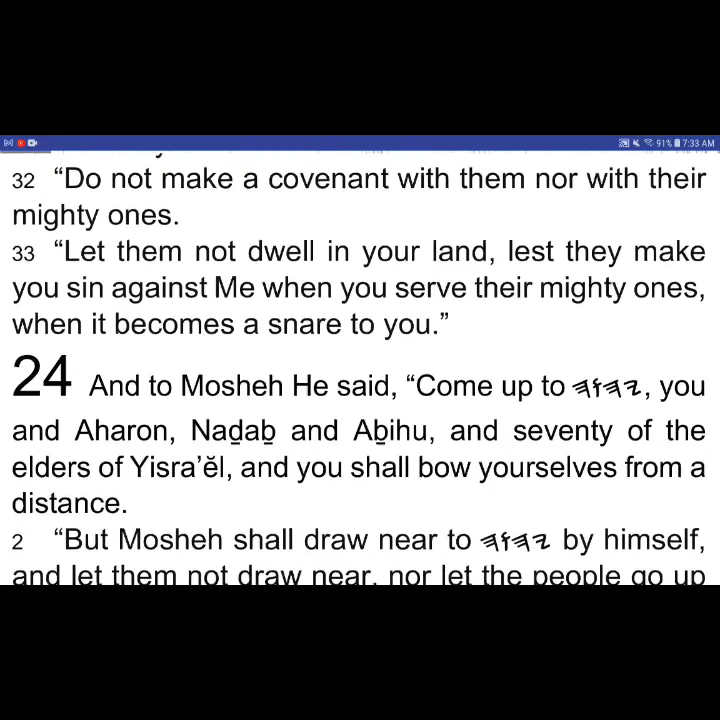 91% 7:33 AM
32 “Do not make a covenant with them nor with their
mighty ones.
33 “Let them not dwell in your land, lest they make
you sin against Me when you serve their mighty ones,
when it becomes a snare to you.”
24 And to Mosheh He said, “Come up to 𐤉𐤄𐤅𐤄, you
and Aharon, Naḏaḇ and Aḇihu, and seventy of the
elders of Yisra’ĕl, and you shall bow yourselves from a
distance.
2 “But Mosheh shall draw near to 𐤉𐤄𐤅𐤄 by himself,
and let them not draw near, nor let the people go up